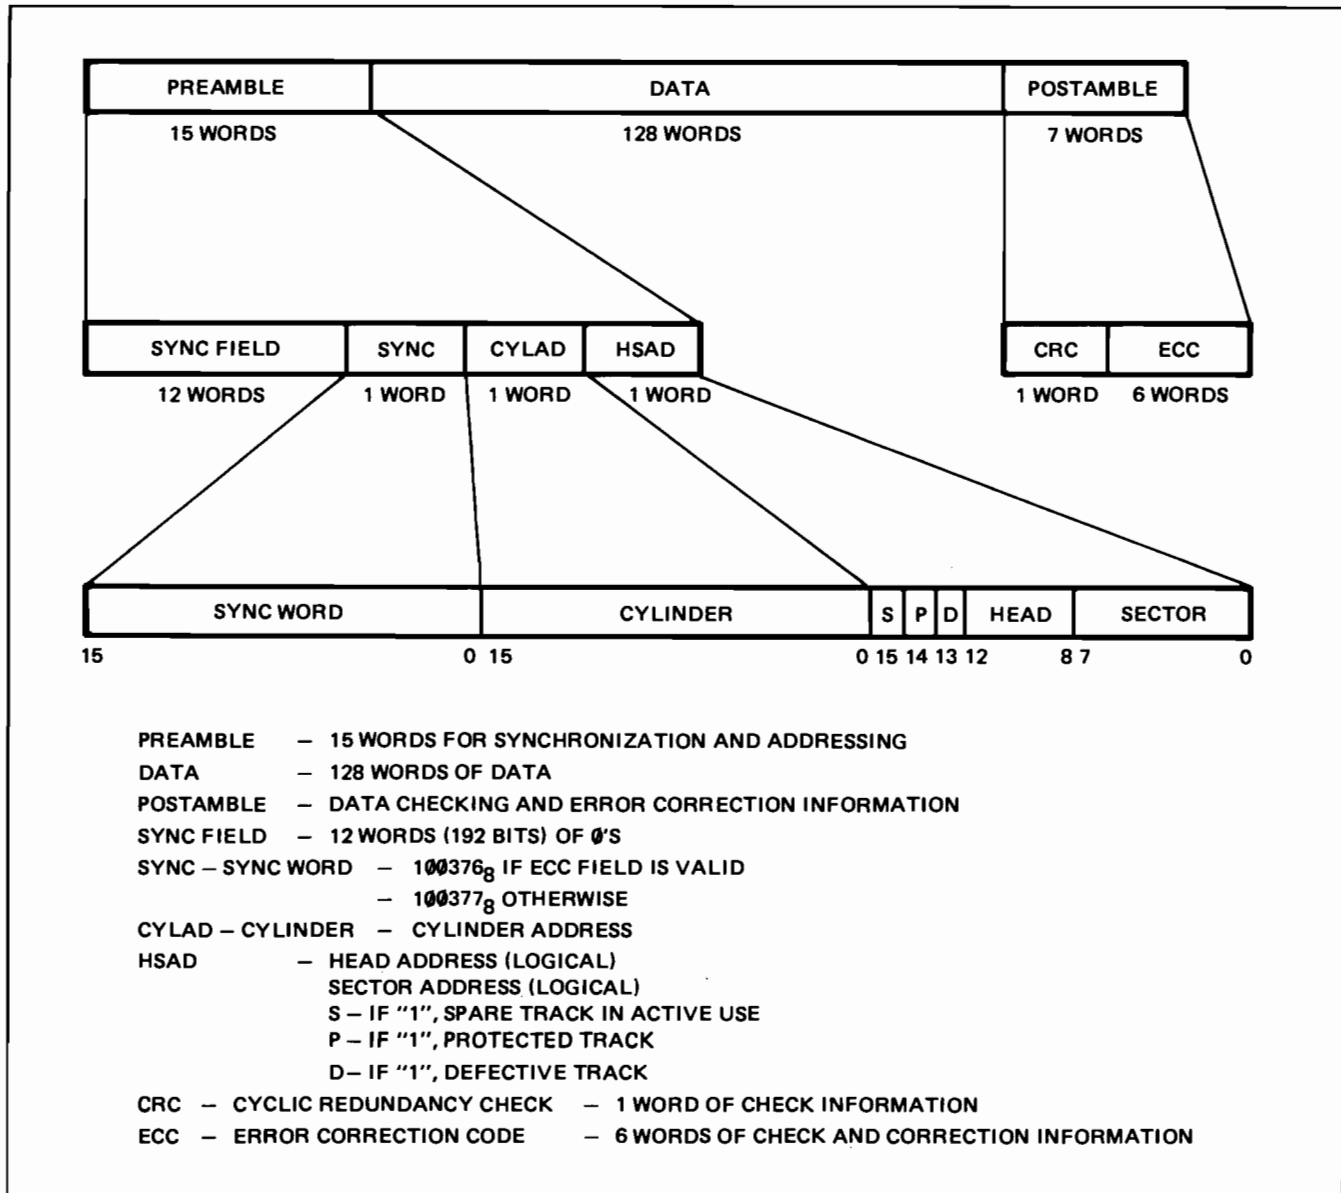 PREAMBLE DATA POSTAMBLE
15 WORDS 128 WORDS 7 WORDS
SYNC FIELD SYNC CYLAD HSAD CRC ECC
12 WORDS 1 WORD 1 WORD 1 WORD 1 WORD 6 WORDS
SYNC WORD CYLINDER S P D HEAD SECTOR
15 0 15 0 15 14 13 12 8 7 0
PREAMBLE – 15 WORDS FOR SYNCHRONIZATION AND ADDRESSING
DATA – 128 WORDS OF DATA
POSTAMBLE – DATA CHECKING AND ERROR CORRECTION INFORMATION
SYNC FIELD – 12 WORDS (192 BITS) OF Ø'S
SYNC – SYNC WORD – 1ØØ376₈ IF ECC FIELD IS VALID
– 1ØØ377₈ OTHERWISE
CYLAD – CYLINDER – CYLINDER ADDRESS
HSAD – HEAD ADDRESS (LOGICAL)
SECTOR ADDRESS (LOGICAL)
S – IF "1", SPARE TRACK IN ACTIVE USE
P – IF "1", PROTECTED TRACK
D – IF "1", DEFECTIVE TRACK
CRC – CYCLIC REDUNDANCY CHECK – 1 WORD OF CHECK INFORMATION
ECC – ERROR CORRECTION CODE – 6 WORDS OF CHECK AND CORRECTION INFORMATION